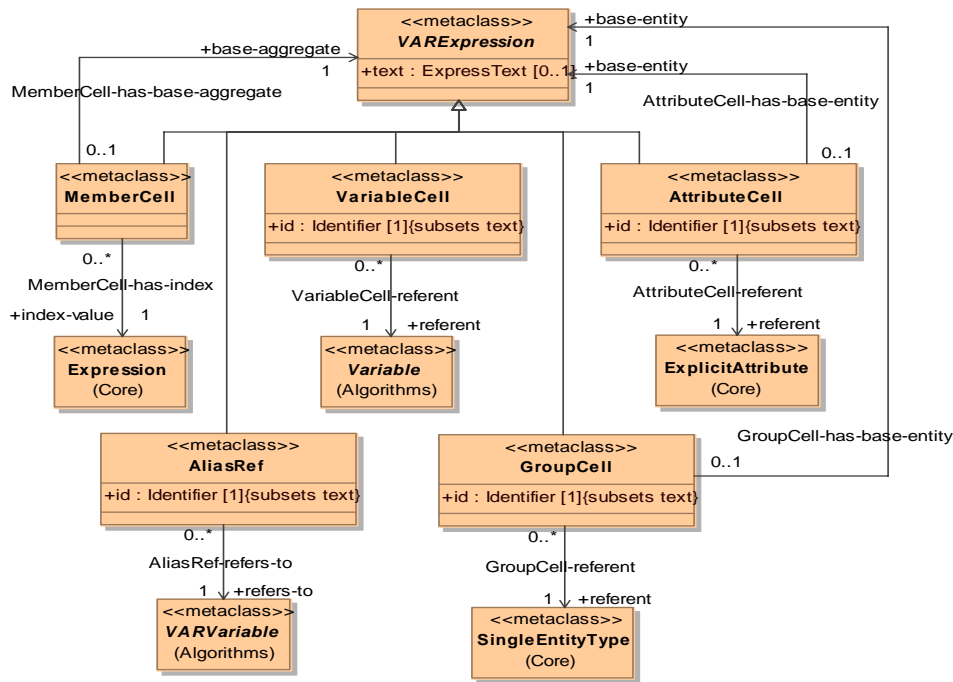 <<metaclass>>
VARExpression
+text : ExpressText [0..1]
+base-entity
1
+base-aggregate
1
+base-entity
1
MemberCell-has-base-aggregate
AttributeCell-has-base-entity
0..1
0..1
<<metaclass>>
MemberCell
<<metaclass>>
VariableCell
+id : Identifier [1]{subsets text}
<<metaclass>>
AttributeCell
+id : Identifier [1]{subsets text}
0..*
MemberCell-has-index
+index-value
1
0..*
VariableCell-referent
1
+referent
0..*
AttributeCell-referent
1
+referent
<<metaclass>>
Expression
(Core)
<<metaclass>>
Variable
(Algorithms)
<<metaclass>>
ExplicitAttribute
(Core)
GroupCell-has-base-entity
0..1
<<metaclass>>
AliasRef
+id : Identifier [1]{subsets text}
<<metaclass>>
GroupCell
+id : Identifier [1]{subsets text}
0..*
AliasRef-refers-to
1
+refers-to
0..*
GroupCell-referent
1
+referent
<<metaclass>>
VARVariable
(Algorithms)
<<metaclass>>
SingleEntityType
(Core)